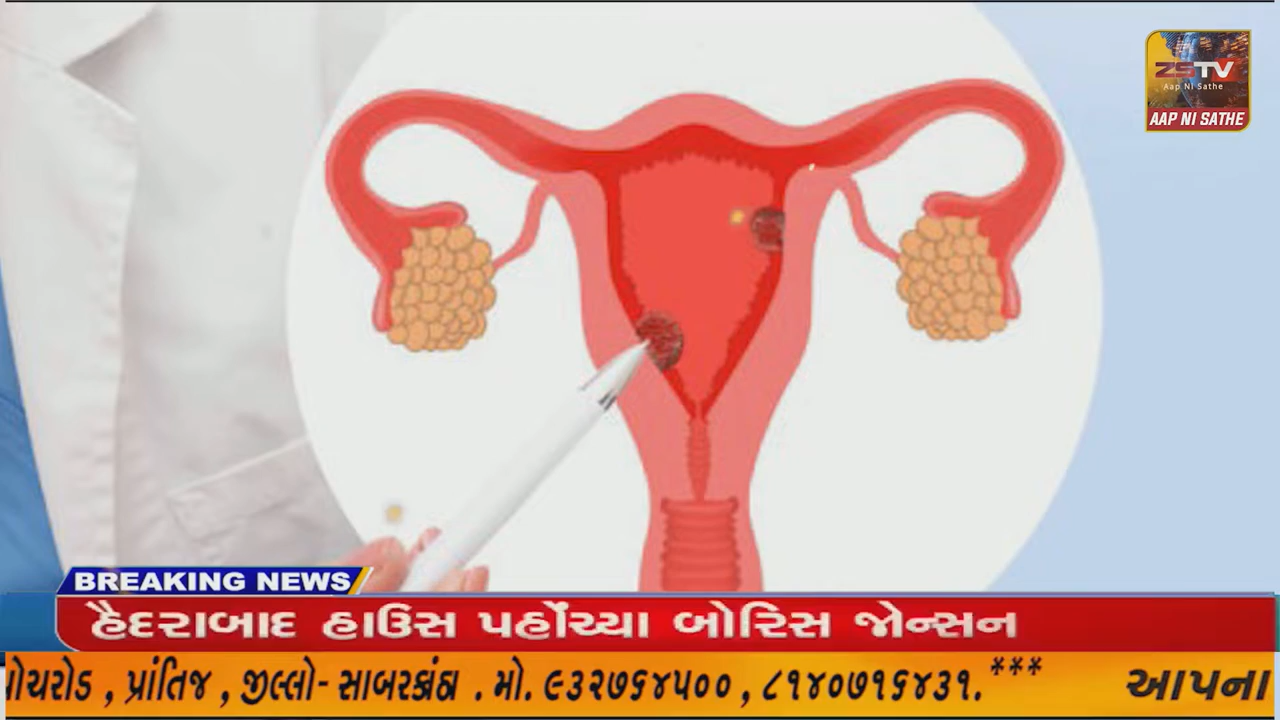 ZSTV
Aap Ni Sathe
AAP NI SATHE
BREAKING NEWS
હૈદરાબાદ હાઉસ પહોંચ્યા બોરિસ જોન્સન
પોચરોડ , પ્રાંતિજ , જીલ્લો- સાબરકાંઠા . મો. ૯૩૨૭૬૪૫૦૦ , ૮૧૪૦૭૧૬૪૩૧.*** આપના